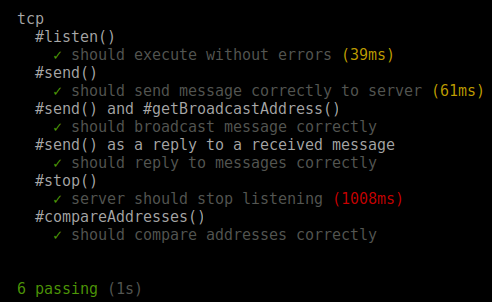 tcp
#listen()
✓ should execute without errors (39ms)
#send()
✓ should send message correctly to server (61ms)
#send() and #getBroadcastAddress()
✓ should broadcast message correctly
#send() as a reply to a received message
✓ should reply to messages correctly
#stop()
✓ server should stop listening (1008ms)
#compareAddresses()
✓ should compare addresses correctly
6 passing (1s)